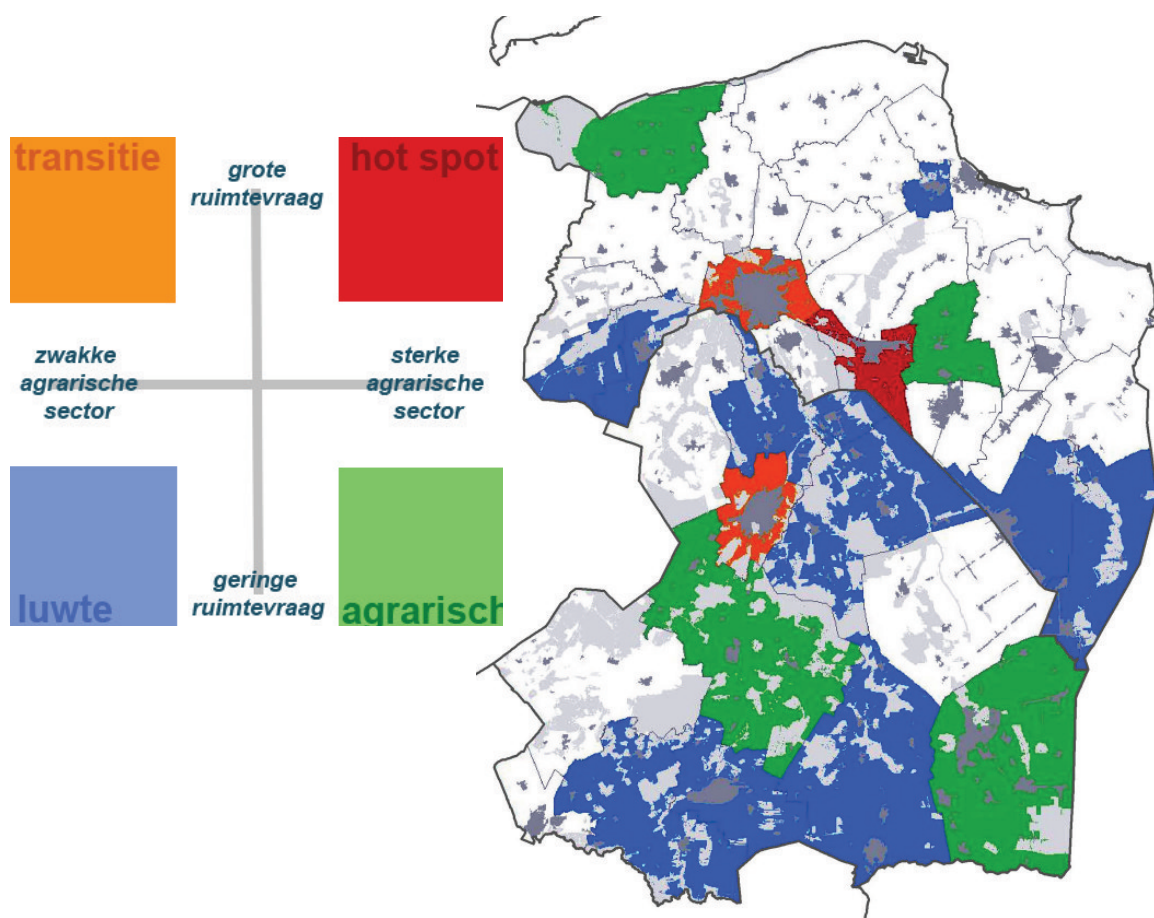 transitie
grote
ruimtevraag
hot spot
zwakke
agrarische
sector
sterke
agrarische
sector
luwte
geringe
ruimtevraag
agrarisch